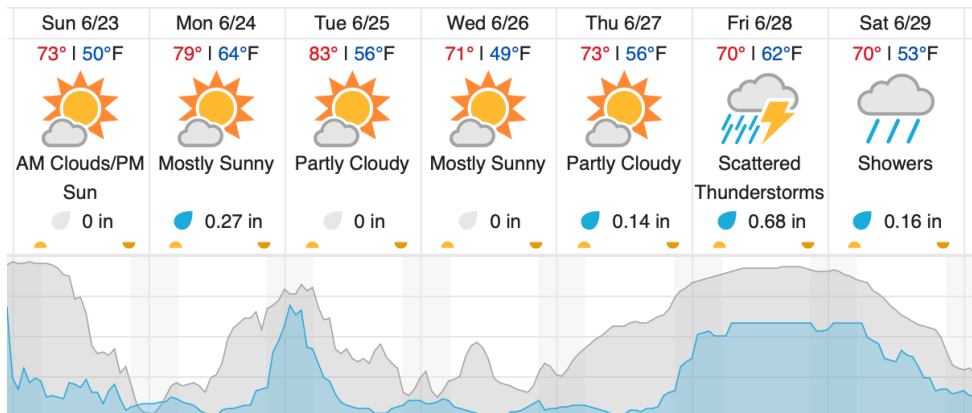 Sun 6/23 Mon 6/24 Tue 6/25 Wed 6/26 Thu 6/27 Fri 6/28 Sat 6/29
73° | 50°F 79° | 64°F 83° | 56°F 71° | 49°F 73° | 56°F 70° | 62°F 70° | 53°F
AM Clouds/PM Mostly Sunny Partly Cloudy Mostly Sunny Partly Cloudy Scattered Showers
Sun Thunderstorms
0 in 0.27 in 0 in 0 in 0.14 in 0.68 in 0.16 in